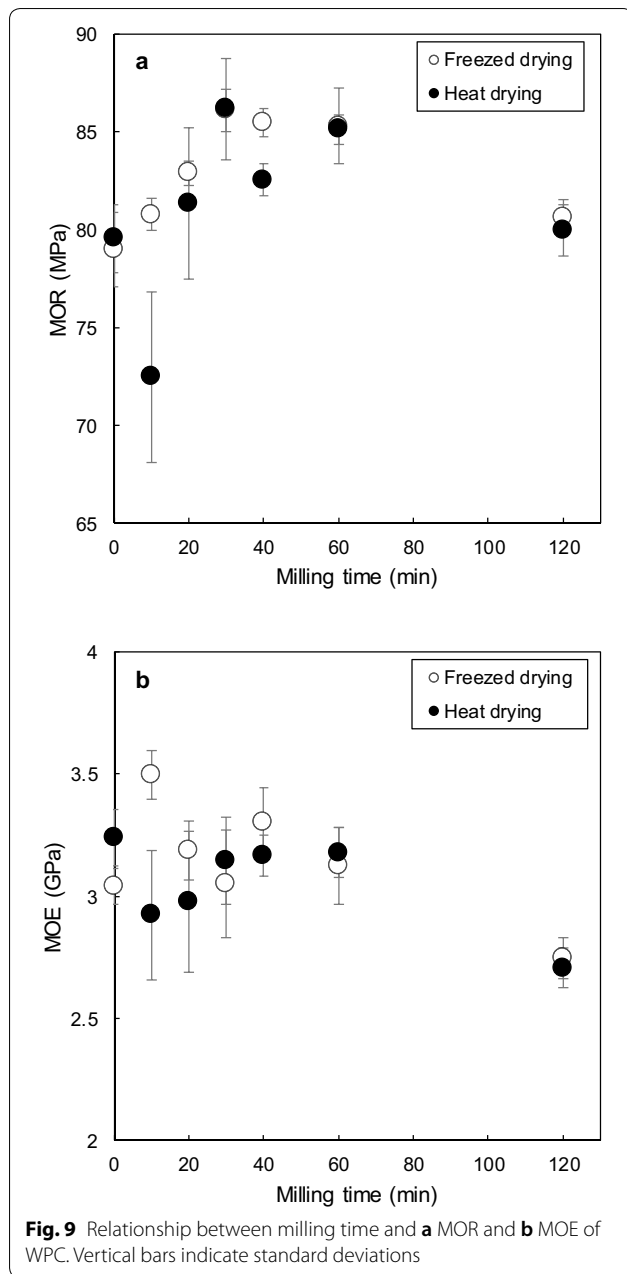 a
Freezed drying
Heat drying
90
85
80
75
70
65
MOR (MPa)
0 20 40 60 80 100 120
Milling time (min)
b
Freezed drying
Heat drying
4
3.5
3
2.5
2
MOE (GPa)
0 20 40 60 80 100 120
Milling time (min)
Fig. 9 Relationship between milling time and a MOR and b MOE of
WPC. Vertical bars indicate standard deviations